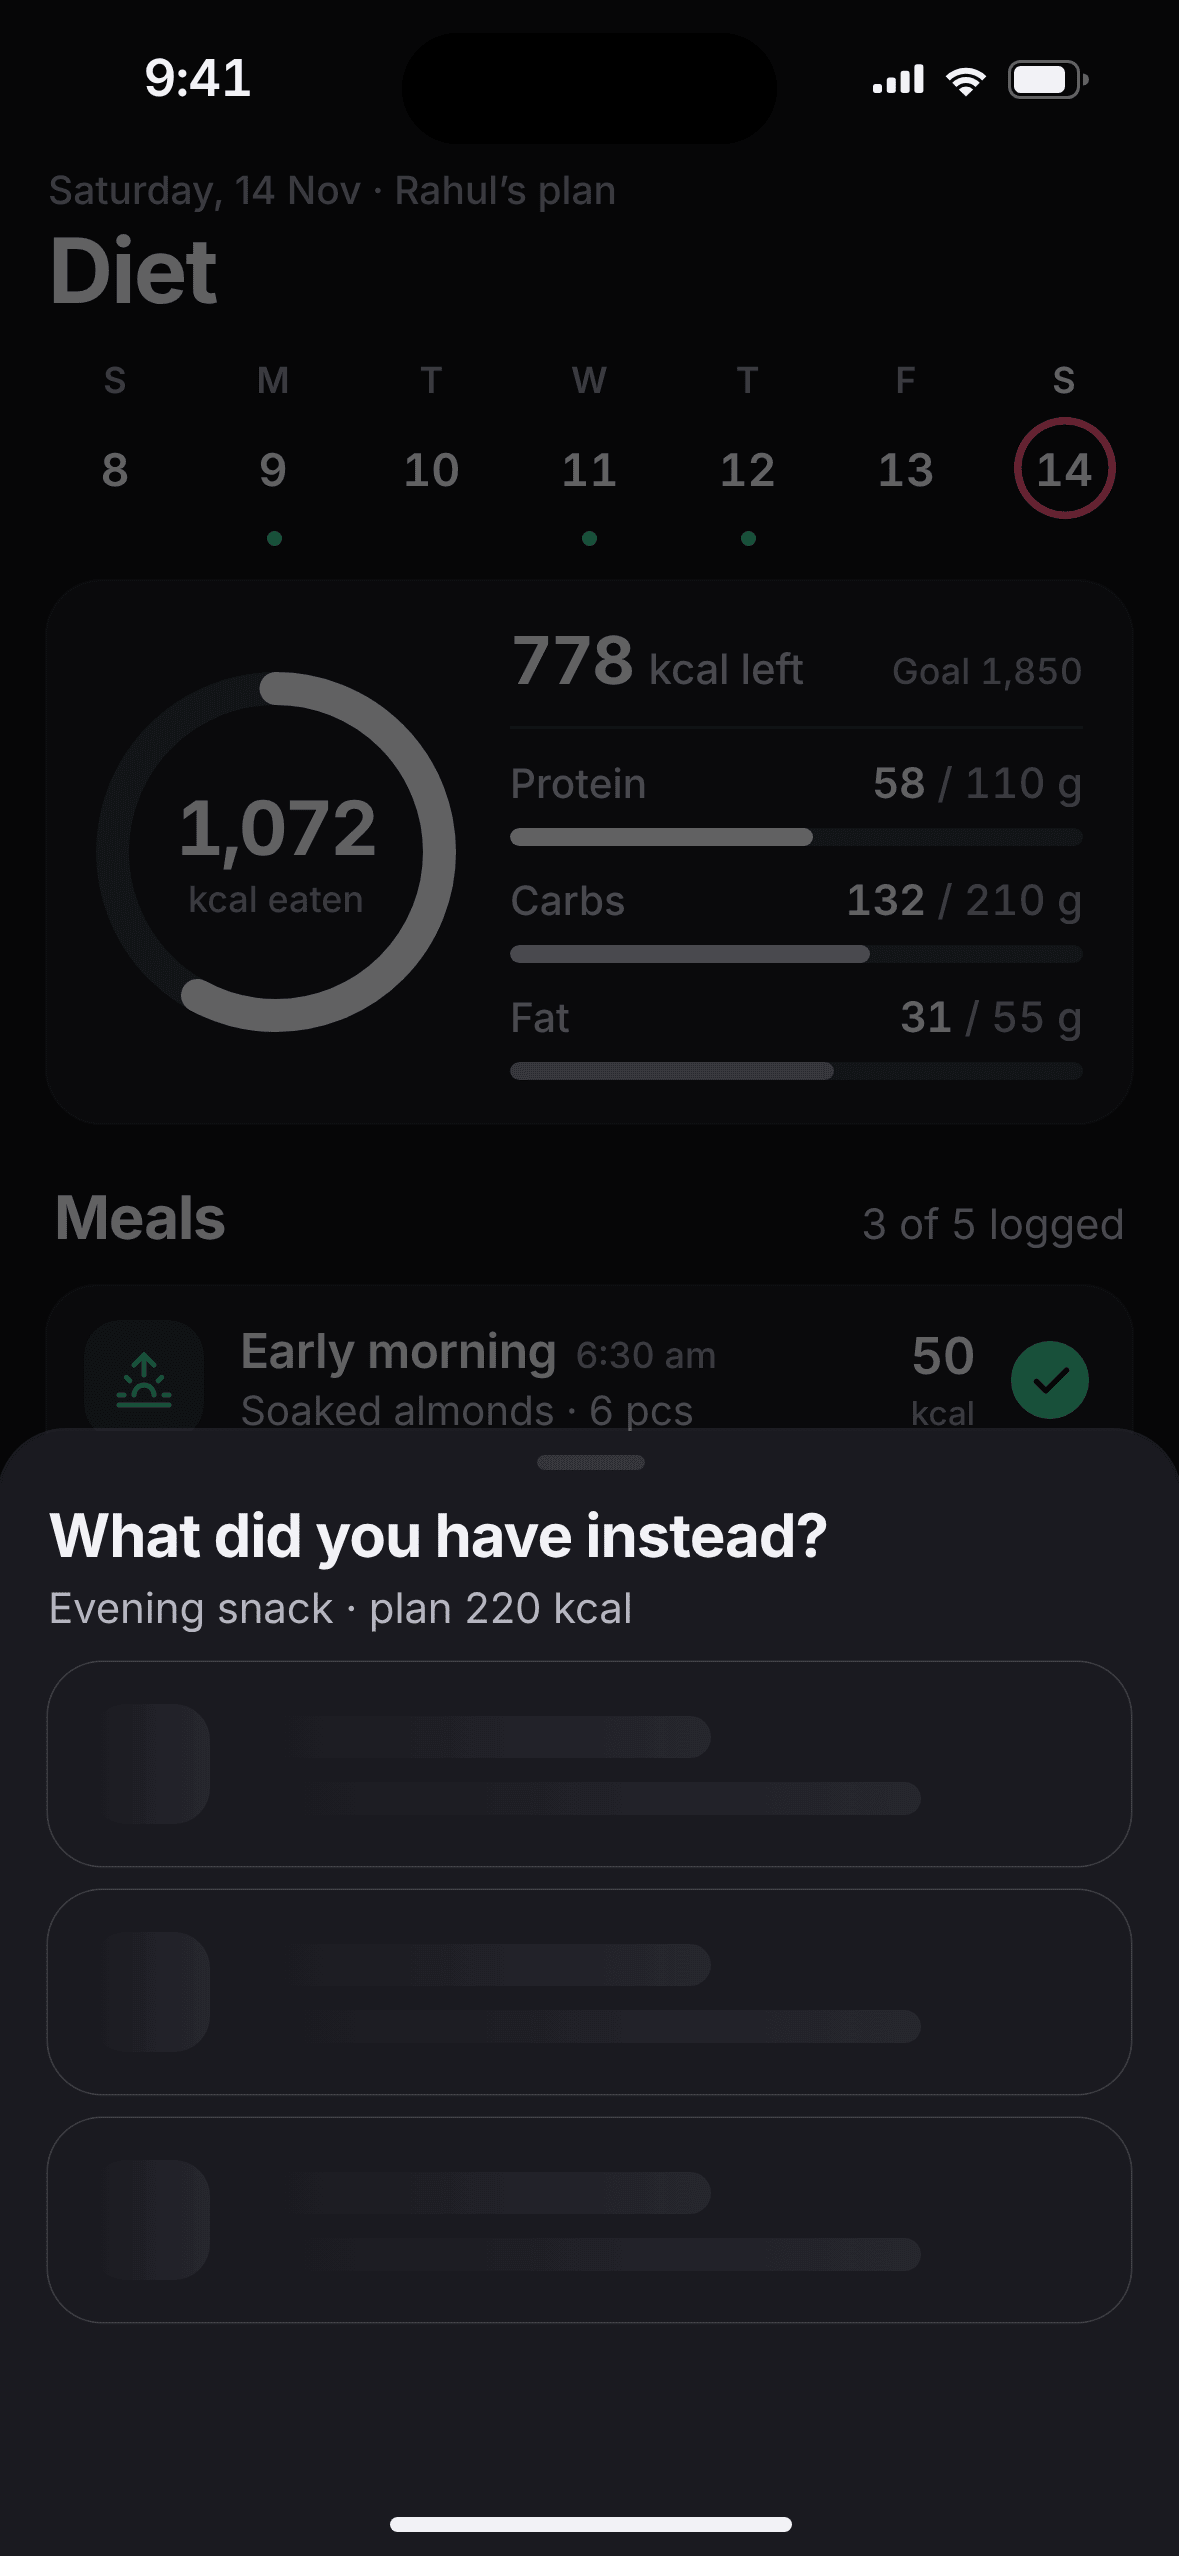 9:41
Saturday, 14 Nov · Rahul’s plan
Diet
S M T W T F S
8 9 10 11 12 13 14
778 kcal left Goal 1,850
1,072
kcal eaten
Protein 58 / 110 g
Carbs 132 / 210 g
Fat 31 / 55 g
Meals 3 of 5 logged
Early morning 6:30 am 50
Soaked almonds · 6 pcs kcal
What did you have instead?
Evening snack · plan 220 kcal